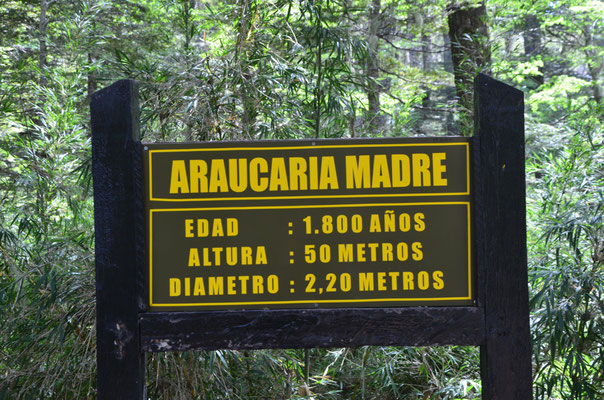 ARAUCARIA MADRE
EDAD : 1.800 AÑOS
ALTURA : 50 METROS
DIAMETRO : 2,20 METROS